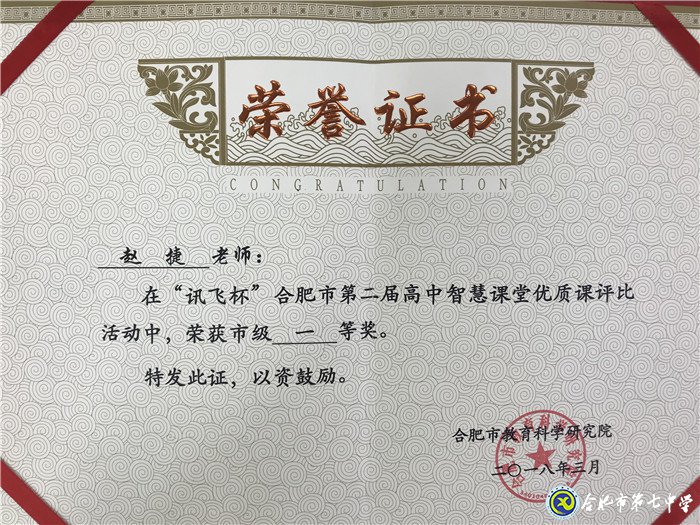 荣誉证书
CONGRATULATION
赵 捷 老师：
在“讯飞杯”合肥市第二届高中智慧课堂优质课评比
活动中，荣获市级 一 等奖。
特发此证，以资鼓励。
合肥市教育科学研究院
二〇一八年三月
合肥市第七中学